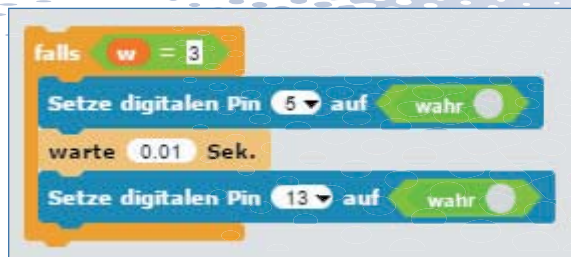 falls w = 3
Setze digitalen Pin 5 auf wahr
warte 0.01 Sek.
Setze digitalen Pin 13 auf wahr